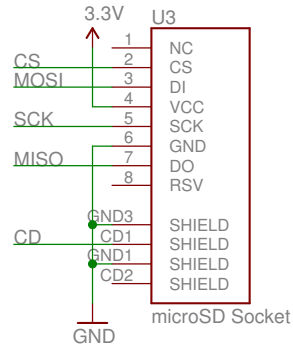 3.3V
U3
1 NC
CS 2 CS
MOSI 3 DI
4 VCC
SCK 5 SCK
6 GND
MISO 7 DO
8 RSV
GND3 SHIELD
CD CD1 SHIELD
GND1 SHIELD
CD2 SHIELD
microSD Socket
GND